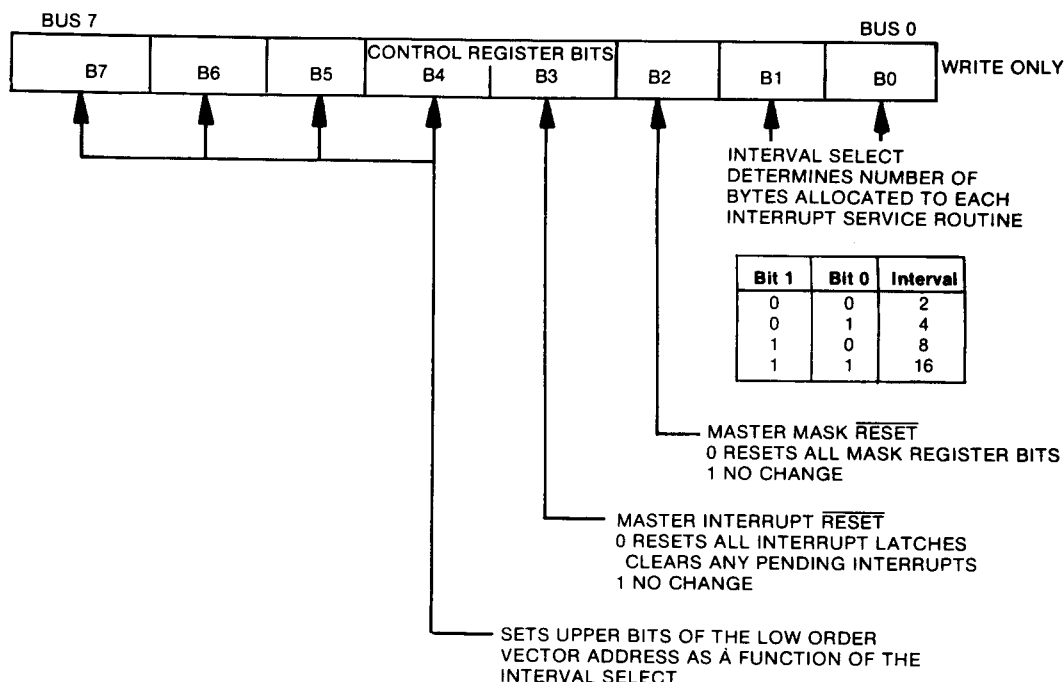 BUS 7 BUS 0
CONTROL REGISTER BITS
B7 B6 B5 B4 B3 B2 B1 B0
WRITE ONLY
INTERVAL SELECT
DETERMINES NUMBER OF
BYTES ALLOCATED TO EACH
INTERRUPT SERVICE ROUTINE
Bit 1 Bit 0 Interval
0 0 2
0 1 4
1 0 8
1 1 16
MASTER MASK RESET
0 RESETS ALL MASK REGISTER BITS
1 NO CHANGE
MASTER INTERRUPT RESET
0 RESETS ALL INTERRUPT LATCHES
CLEARS ANY PENDING INTERRUPTS
1 NO CHANGE
SETS UPPER BITS OF THE LOW ORDER
VECTOR ADDRESS AS A FUNCTION OF THE
INTERVAL SELECT